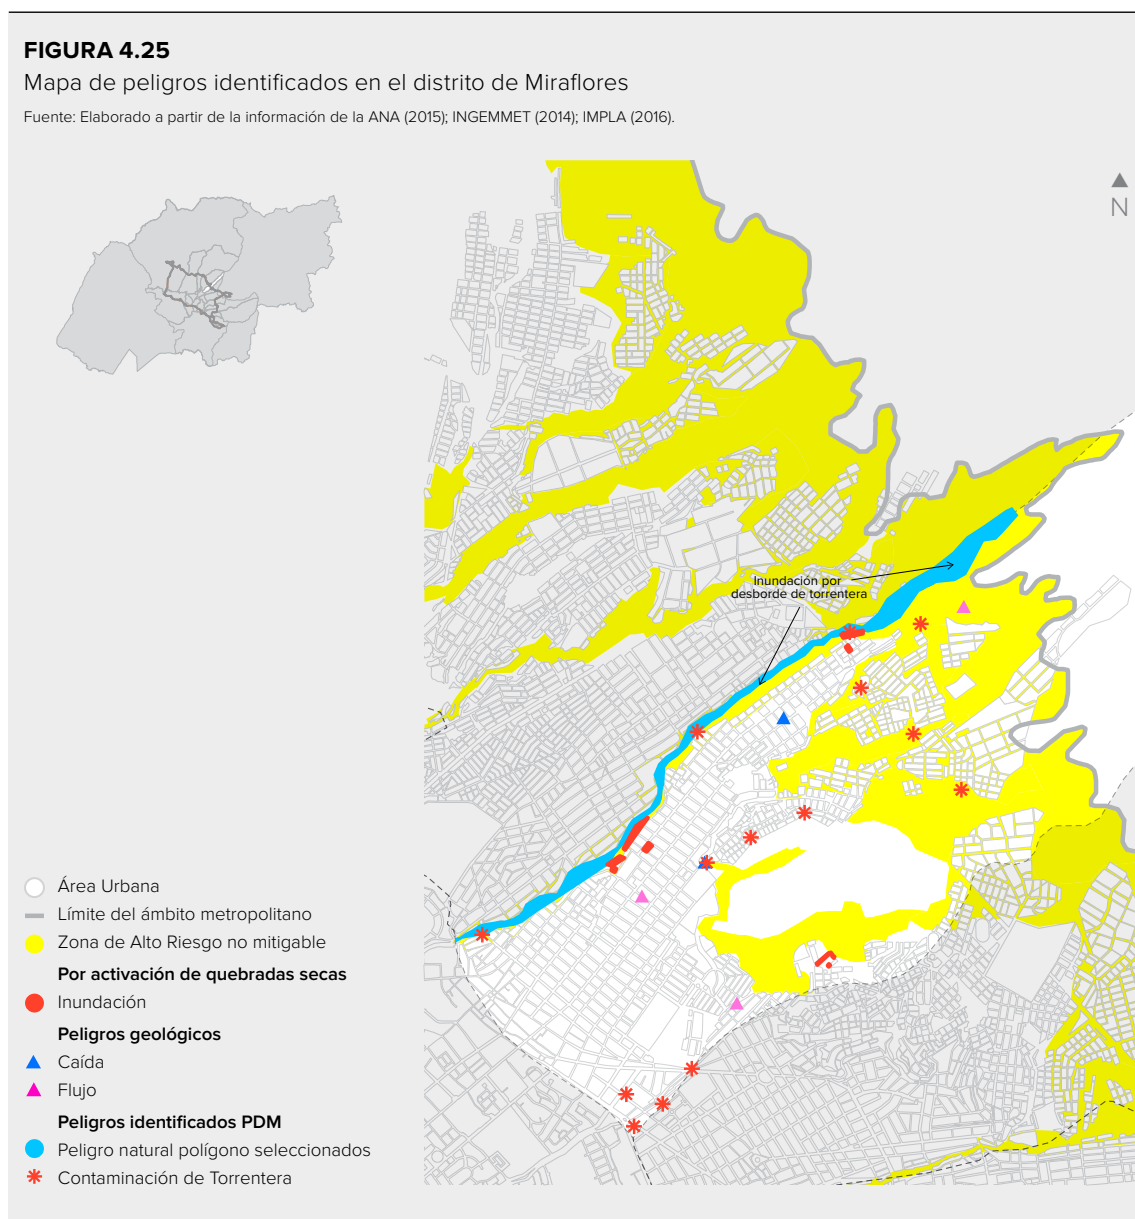 FIGURA 4.25
Mapa de peligros identificados en el distrito de Miraflores
Fuente: Elaborado a partir de la información de la ANA (2015); INGEMMET (2014); IMPLA (2016).
N
Inundación por
desborde de torrentera
Área Urbana
Límite del ámbito metropolitano
Zona de Alto Riesgo no mitigable
Por activación de quebradas secas
Inundación
Peligros geológicos
Caída
Flujo
Peligros identificados PDM
Peligro natural polígono seleccionados
Contaminación de Torrentera